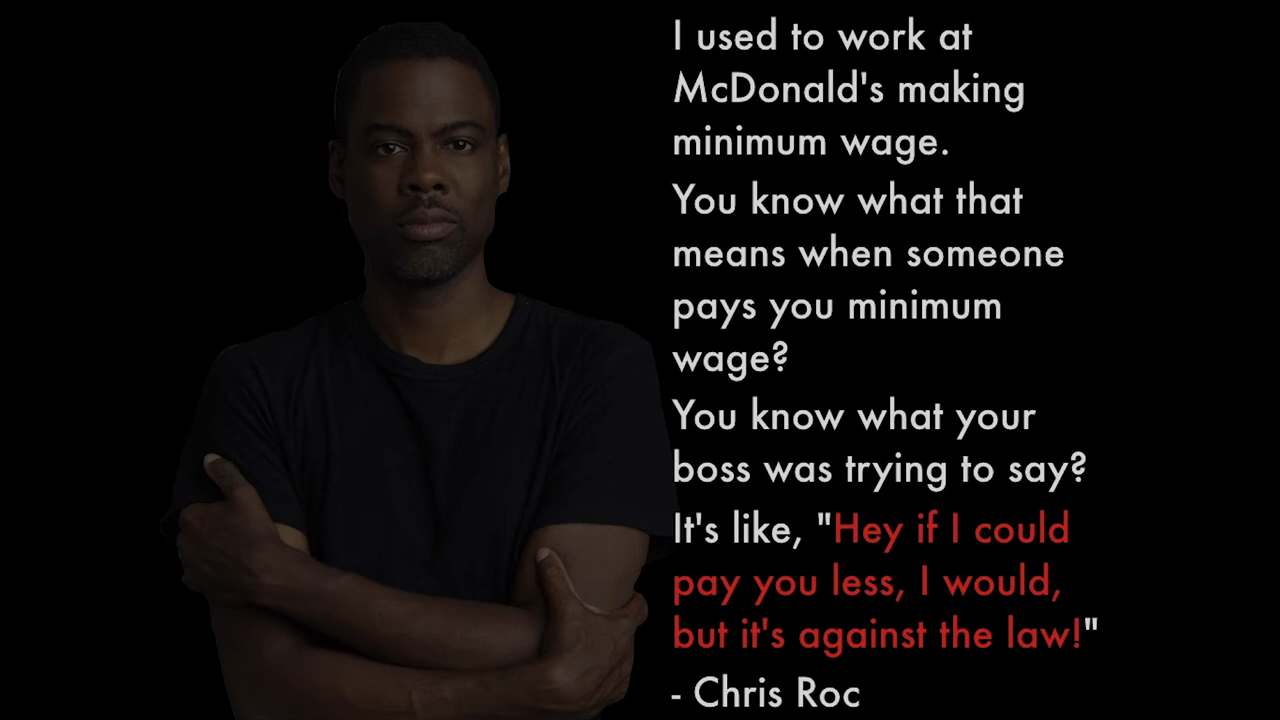 I used to work at
McDonald's making
minimum wage.
You know what that
means when someone
pays you minimum
wage?
You know what your
boss was trying to say?
It's like, "Hey if I could
pay you less, I would,
but it's against the law!"
- Chris Roc